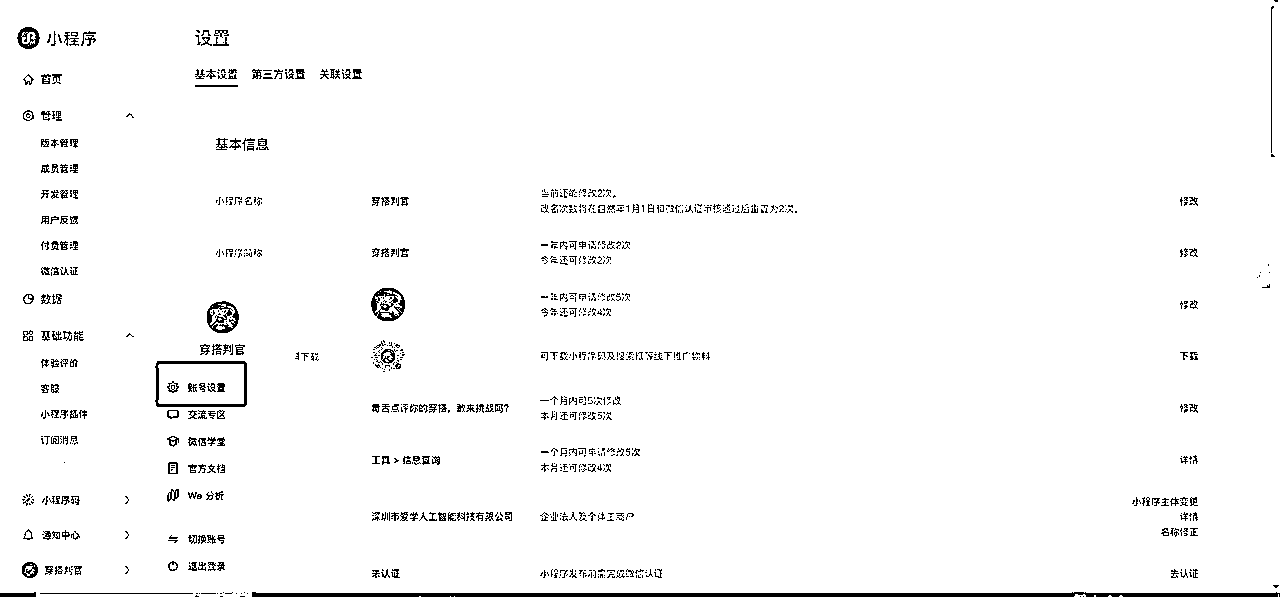 小程序
设置
首页
基本设置 第三方设置 关联设置
管理
版本管理
成员管理
开发管理
用户反馈
付费管理
微信认证
数据
基础功能
体验评价
客服
小程序插件
订阅消息
小程序码
通知中心
穿搭判官
基本信息
小程序名称 穿搭判官 当前还能修改2次。
改名次数将在自然年1月1日和微信认证审核通过后重置为2次。 修改
小程序简称 穿搭判官 一年内可申请修改2次
今年还可修改2次 修改
一年内可申请修改5次
今年还可修改4次 修改
穿搭判官
下载 可下载小程序码及搜索框等线下推广物料 下载
账号设置
交流专区
微信学堂
官方文档
We 分析
切换账号
退出登录
毒舌点评你的穿搭，敢来挑战吗？ 一个月内可5次修改
本月还可修改5次 修改
工具 > 信息查询 一个月内可申请修改5次
本月还可修改4次 详情
深圳市爱学人工智能科技有限公司 企业法人及个体工商户 小程序主体变更
详情
名称修正
未认证 小程序发布前需完成微信认证 去认证